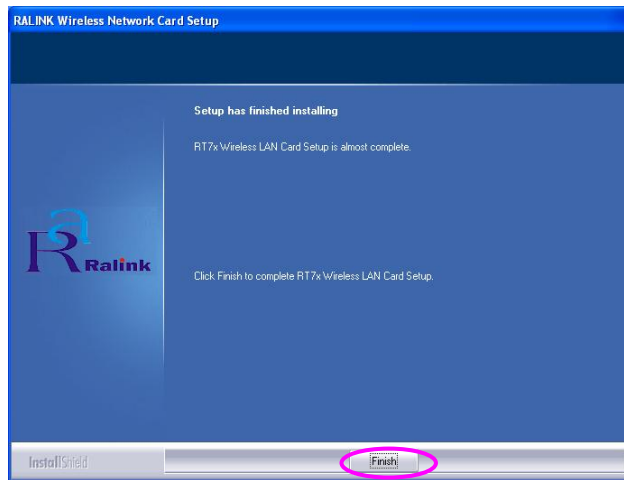 RALINK Wireless Network Card Setup
Setup has finished installing
RT7x Wireless LAN Card Setup is almost complete.
Ra
Ralink
Click Finish to complete RT7x Wireless LAN Card Setup.
InstallShield
Finish